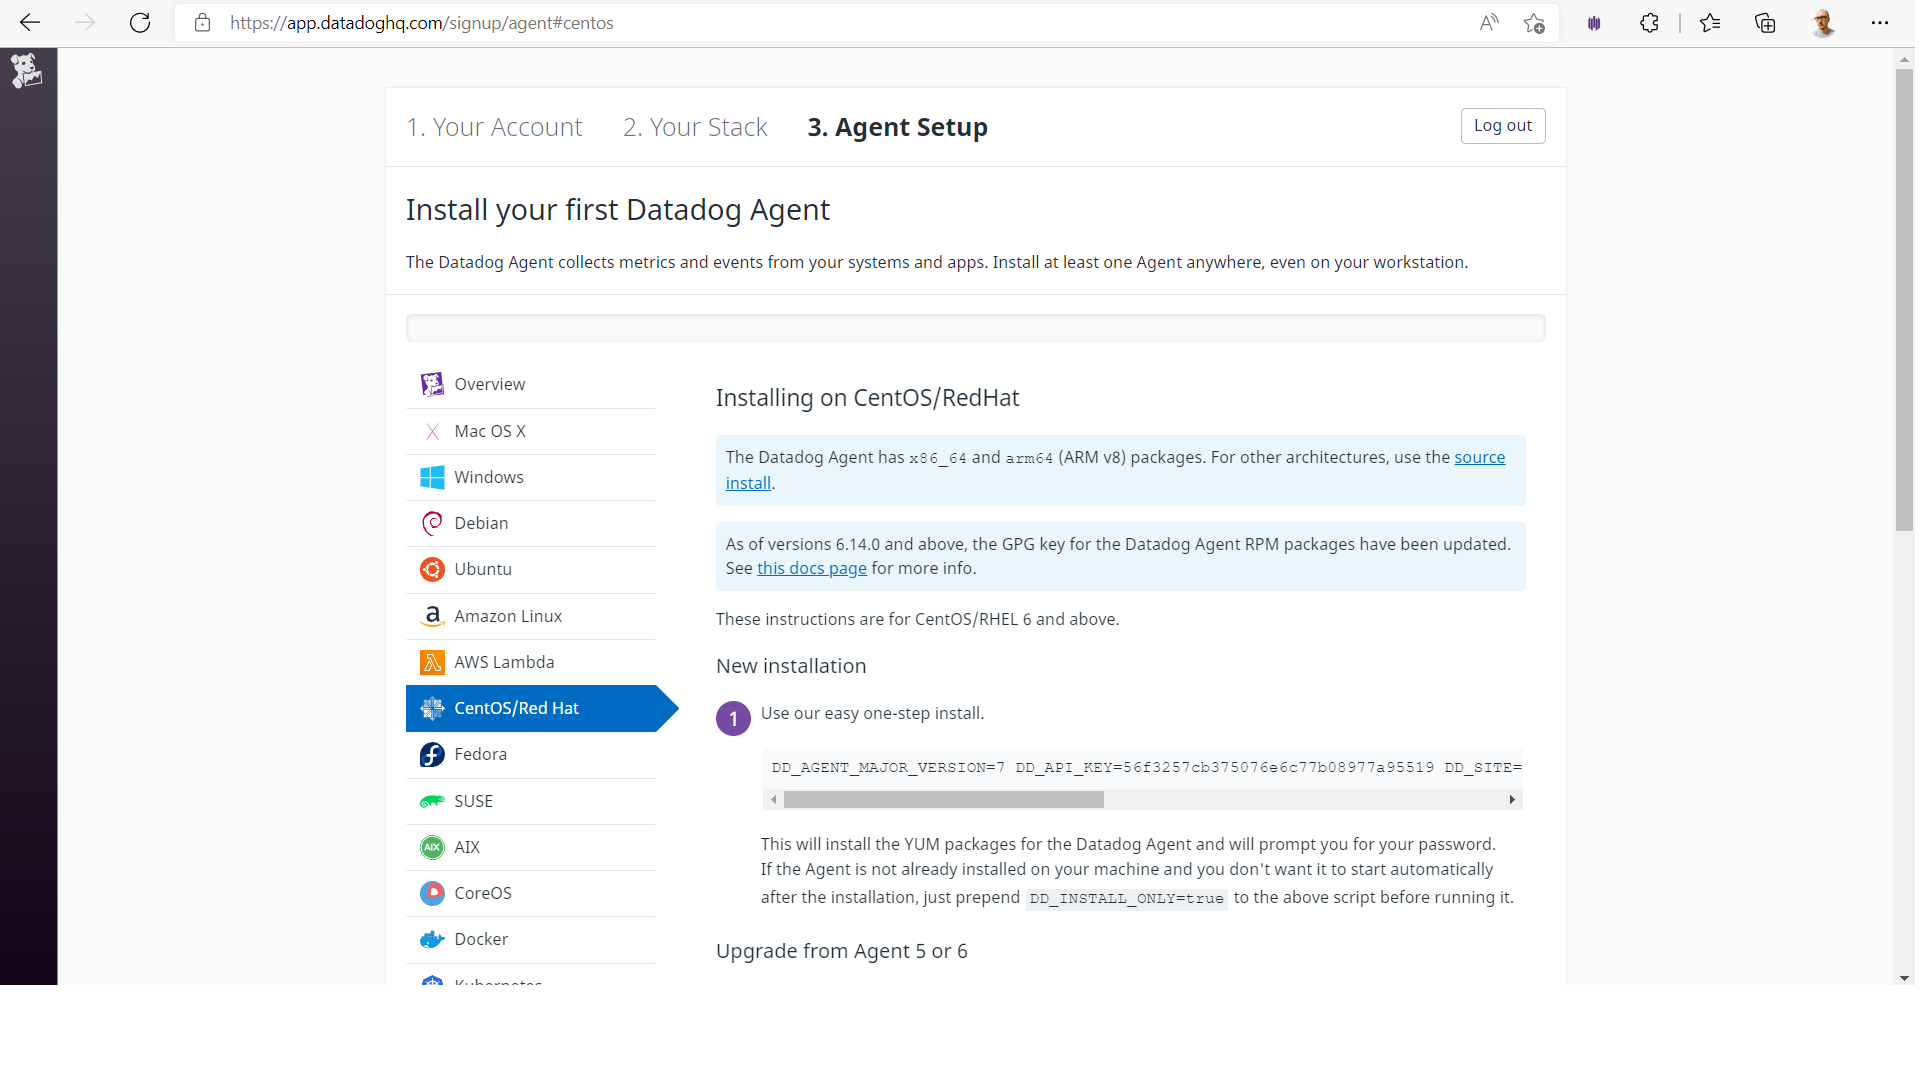 https://app.datadoghq.com/signup/agent#centos
1. Your Account 2. Your Stack 3. Agent Setup
Log out
Install your first Datadog Agent
The Datadog Agent collects metrics and events from your systems and apps. Install at least one Agent anywhere, even on your workstation.
Overview
Mac OS X
Windows
Debian
Ubuntu
Amazon Linux
AWS Lambda
CentOS/Red Hat
Fedora
SUSE
AIX
AIX
CoreOS
Docker
Kubernetes
Installing on CentOS/RedHat
The Datadog Agent has x86_64 and arm64 (ARM v8) packages. For other architectures, use the source
install.
As of versions 6.14.0 and above, the GPG key for the Datadog Agent RPM packages have been updated.
See this docs page for more info.
These instructions are for CentOS/RHEL 6 and above.
New installation
1 Use our easy one-step install.
DD_AGENT_MAJOR_VERSION=7 DD_API_KEY=56f3257cb375076e6c77b08977a95519 DD_SITE=
This will install the YUM packages for the Datadog Agent and will prompt you for your password.
If the Agent is not already installed on your machine and you don't want it to start automatically
after the installation, just prepend DD_INSTALL_ONLY=true to the above script before running it.
Upgrade from Agent 5 or 6